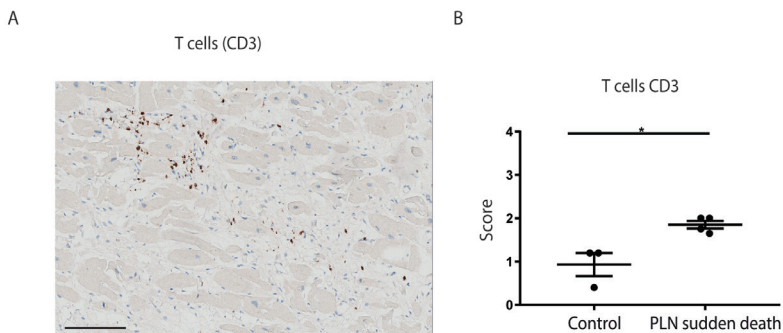 A
T cells (CD3)
B
T cells CD3
*
Score
4
3
2
1
0
Control
PLN sudden death